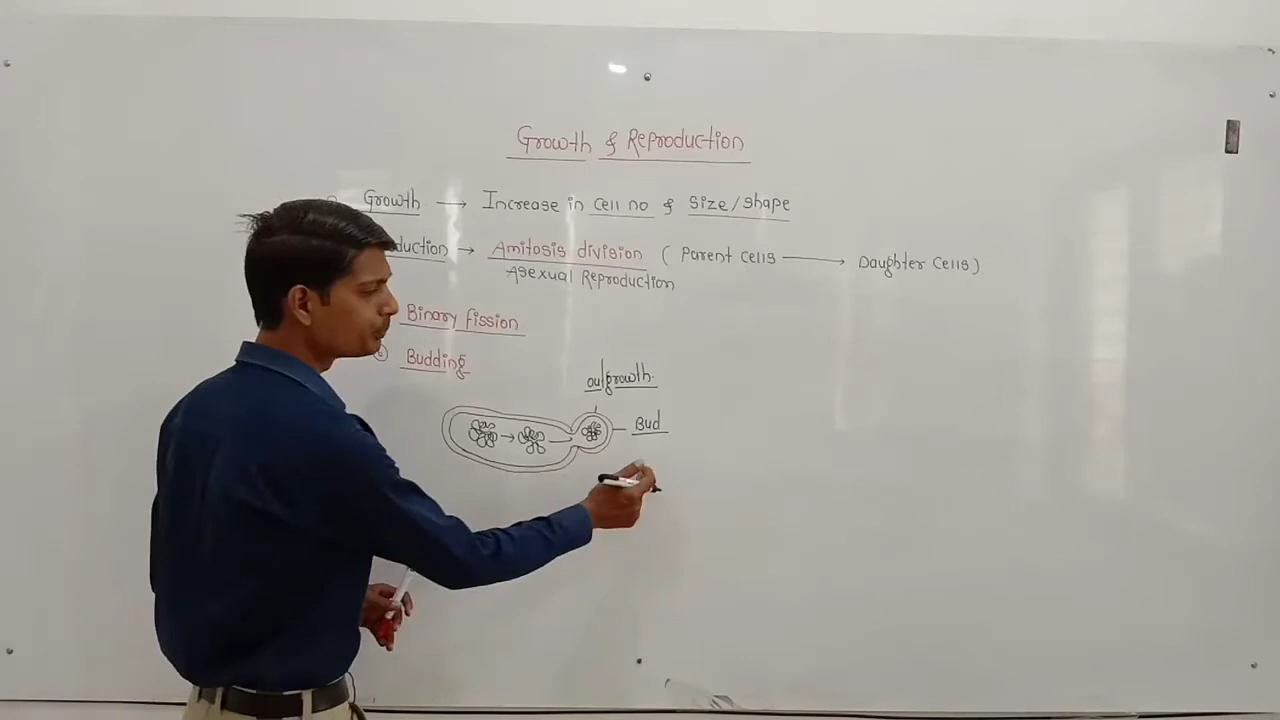 Growth & Reproduction
Growth → Increase in Cell no & Size/shape
duction → Amitosis division ( Parent Cells → Daughter Cells)
Asexual Reproduction
Binary fission
② Budding
outgrowth
Bud